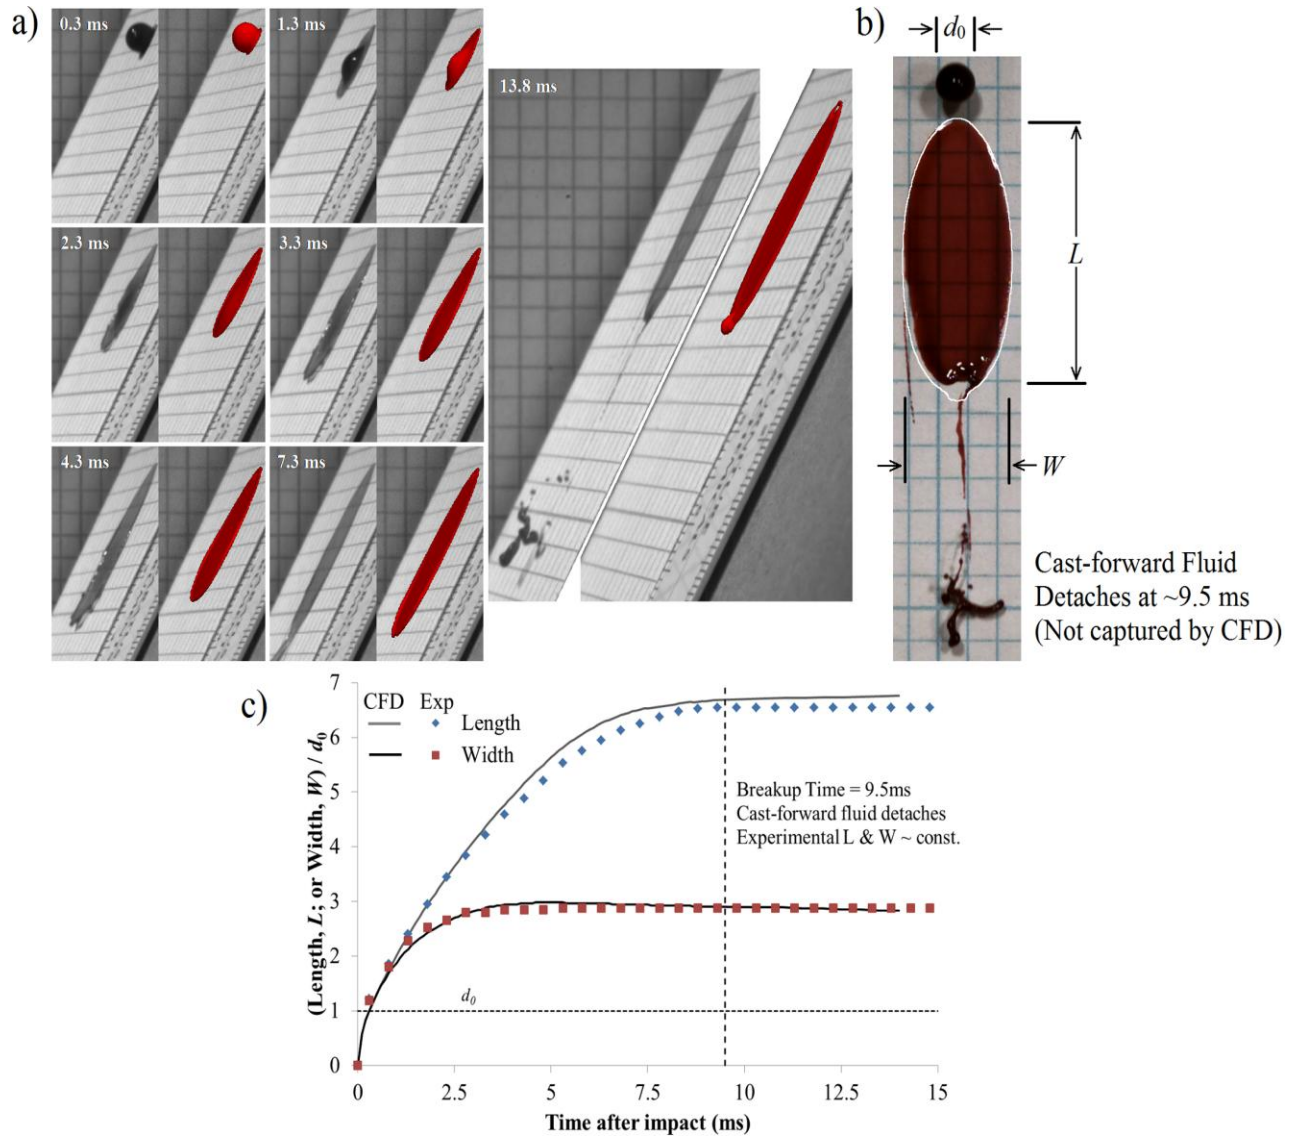 a)
0.3 ms
1.3 ms
2.3 ms
3.3 ms
4.3 ms
7.3 ms
13.8 ms
b)
d0
L
W
Cast-forward Fluid
Detaches at ~9.5 ms
(Not captured by CFD)
c)
(Length, L; or Width, W) / d0
7
6
5
4
3
2
1
0
CFD Exp
Length
Width
Breakup Time = 9.5ms
Cast-forward fluid detaches
Experimental L & W ~ const.
d0
0 2.5 5 7.5 10 12.5 15
Time after impact (ms)